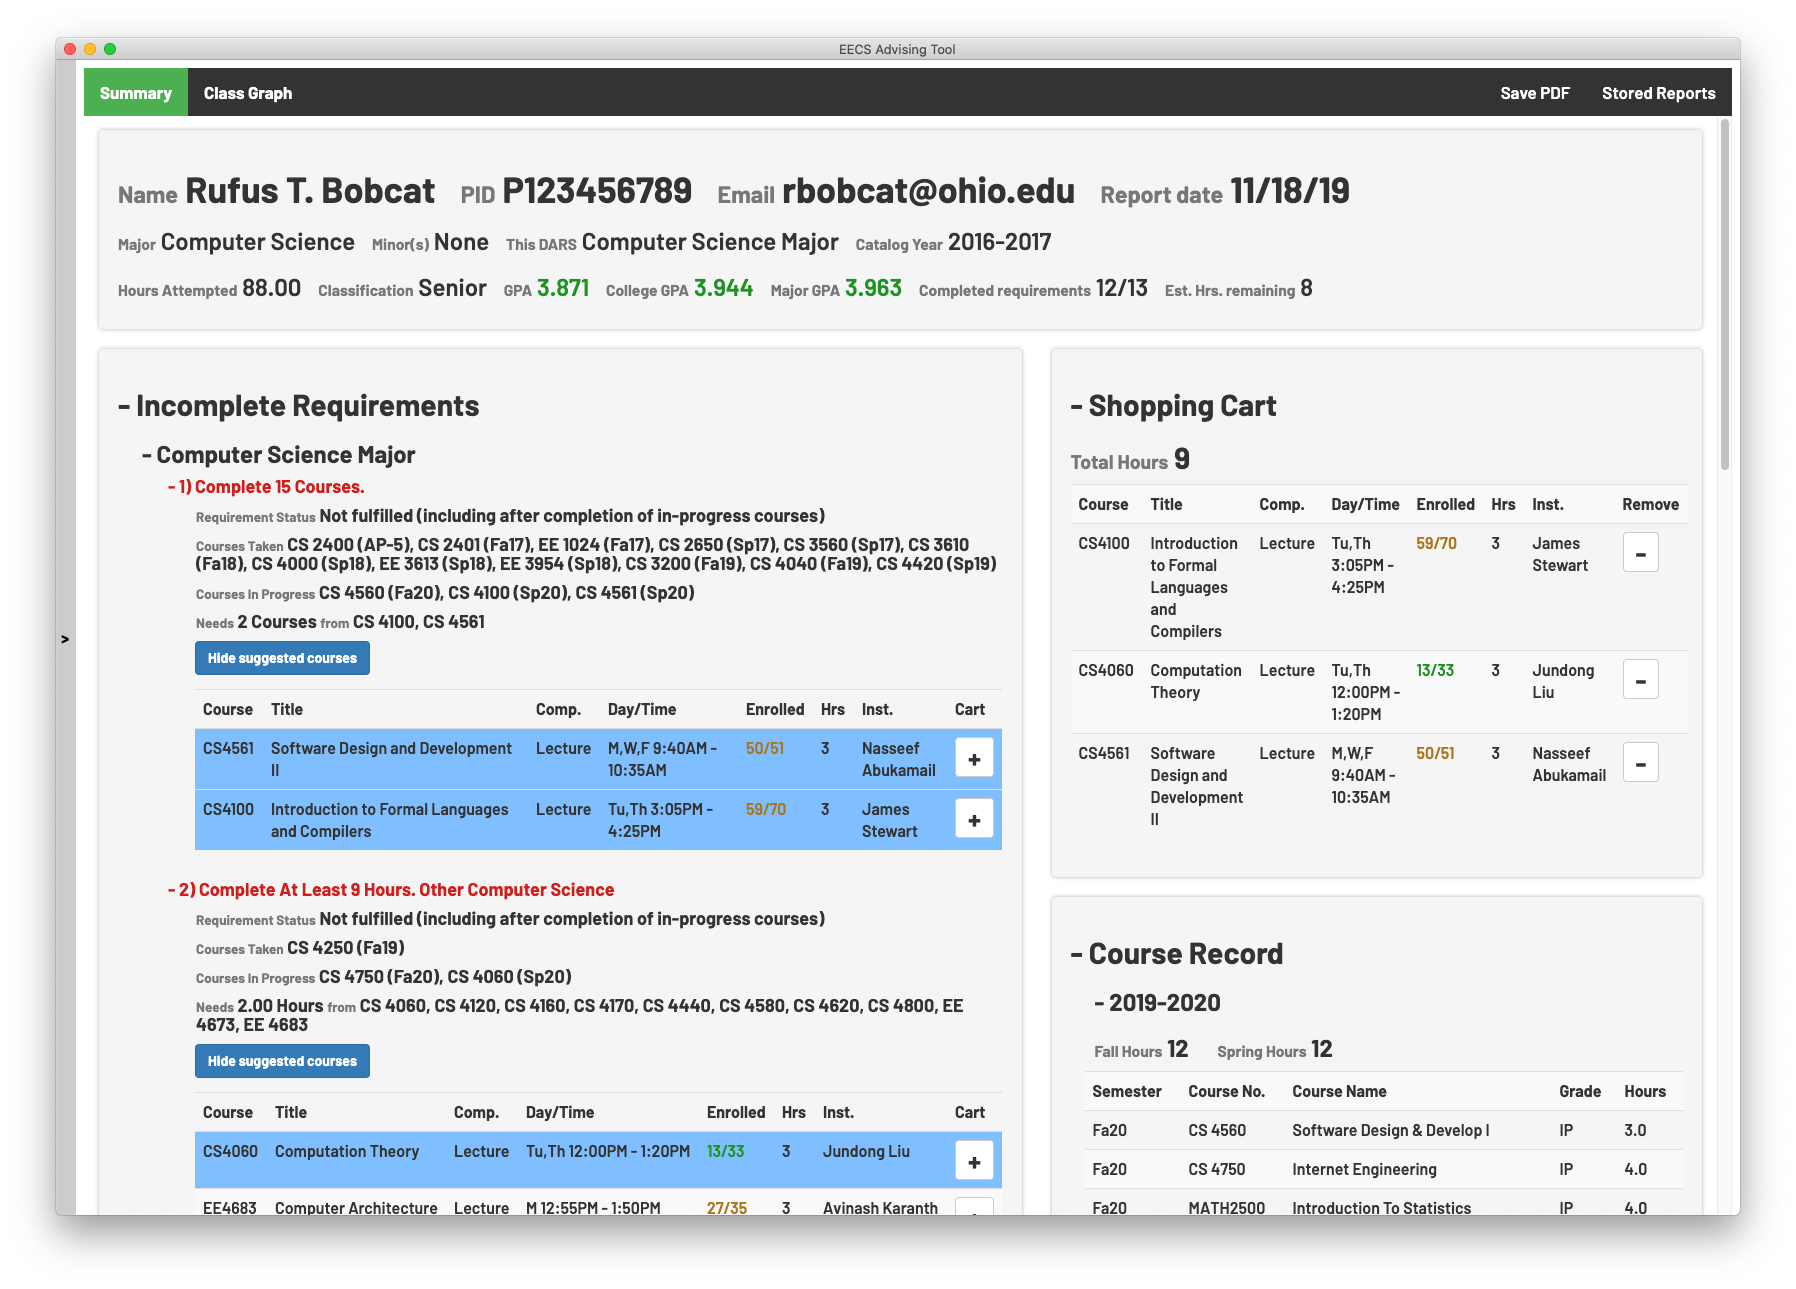 EECS Advising Tool
Summary Class Graph Save PDF Stored Reports
Name Rufus T. Bobcat PID P123456789 Email rbobcat@ohio.edu Report date 11/18/19
Major Computer Science Minor(s) None This DARS Computer Science Major Catalog Year 2016-2017
Hours Attempted 88.00 Classification Senior GPA 3.871 College GPA 3.944 Major GPA 3.963 Completed requirements 12/13 Est. Hrs. remaining 8
>
- Incomplete Requirements
- Computer Science Major
- 1) Complete 15 Courses.
Requirement Status Not fulfilled (including after completion of in-progress courses)
Courses Taken CS 2400 (AP-5), CS 2401 (Fa17), EE 1024 (Fa17), CS 2650 (Sp17), CS 3560 (Sp17), CS 3610
(Fa18), CS 4000 (Sp18), EE 3613 (Sp18), EE 3954 (Sp18), CS 3200 (Fa19), CS 4040 (Fa19), CS 4420 (Sp19)
Courses In Progress CS 4560 (Fa20), CS 4100 (Sp20), CS 4561 (Sp20)
Needs 2 Courses from CS 4100, CS 4561
Hide suggested courses
Course Title Comp. Day/Time Enrolled Hrs Inst. Cart
CS4561 Software Design and Development Lecture M,W,F 9:40AM - 50/51 3 Nasseef +
II 10:35AM Abukamail
CS4100 Introduction to Formal Languages Lecture Tu,Th 3:05PM - 59/70 3 James +
and Compilers 4:25PM Stewart
- 2) Complete At Least 9 Hours. Other Computer Science
Requirement Status Not fulfilled (including after completion of in-progress courses)
Courses Taken CS 4250 (Fa19)
Courses In Progress CS 4750 (Fa20), CS 4060 (Sp20)
Needs 2.00 Hours from CS 4060, CS 4120, CS 4160, CS 4170, CS 4440, CS 4580, CS 4620, CS 4800, EE
4673, EE 4683
Hide suggested courses
Course Title Comp. Day/Time Enrolled Hrs Inst. Cart
CS4060 Computation Theory Lecture Tu,Th 12:00PM - 1:20PM 13/33 3 Jundong Liu +
EE4683 Computer Architecture Lecture M 12:55PM - 1:50PM 27/35 3 Avinash Karanth
- Shopping Cart
Total Hours 9
Course Title Comp. Day/Time Enrolled Hrs Inst. Remove
CS4100 Introduction Lecture Tu,Th 59/70 3 James -
to Formal 3:05PM - Stewart
Languages 4:25PM
and
Compilers
CS4060 Computation Lecture Tu,Th 13/33 3 Jundong -
Theory 12:00PM - Liu
1:20PM
CS4561 Software Lecture M,W,F 50/51 3 Nasseef -
Design and 9:40AM - Abukamail
Development 10:35AM
II
- Course Record
- 2019-2020
Fall Hours 12 Spring Hours 12
Semester Course No. Course Name Grade Hours
Fa20 CS 4560 Software Design & Develop I IP 3.0
Fa20 CS 4750 Internet Engineering IP 4.0
Fa20 MATH2500 Introduction To Statistics IP 4.0